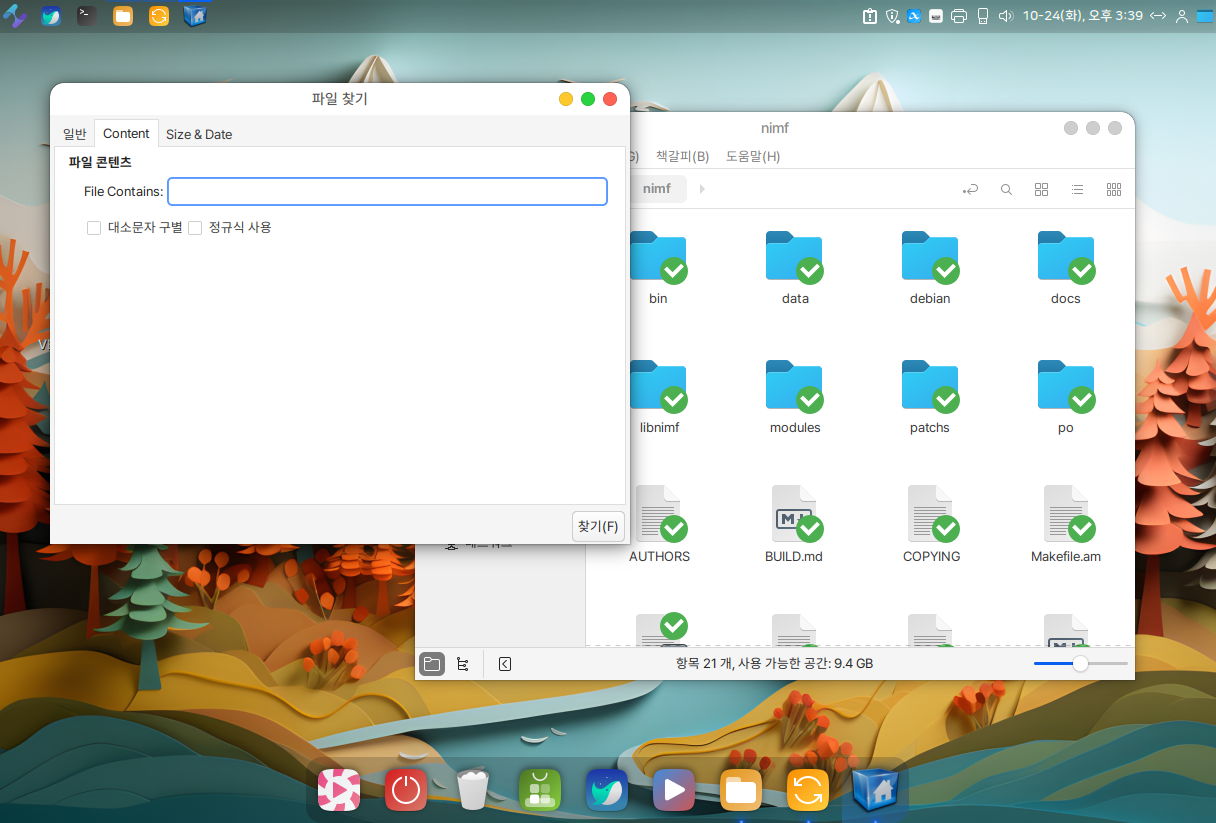 10-24(화), 오후 3:39
파일 찾기
일반
Content
Size & Date
파일 콘텐츠
File Contains:
대소문자 구별
정규식 사용
찾기(F)
nimf
책갈피(B)
도움말(H)
nimf
bin
data
debian
docs
libnimf
modules
patchs
po
AUTHORS
BUILD.md
COPYING
Makefile.am
항목 21 개, 사용 가능한 공간: 9.4 GB